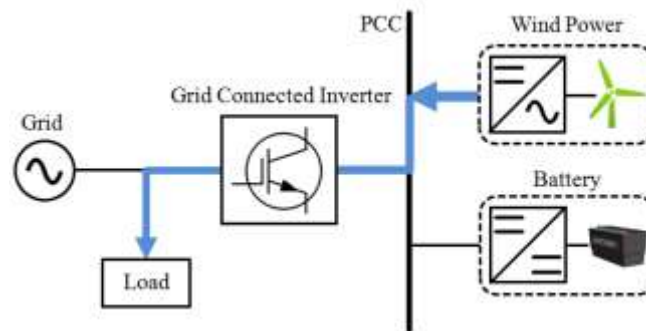 PCC
Wind Power
Grid Connected Inverter
Grid
Battery
Load